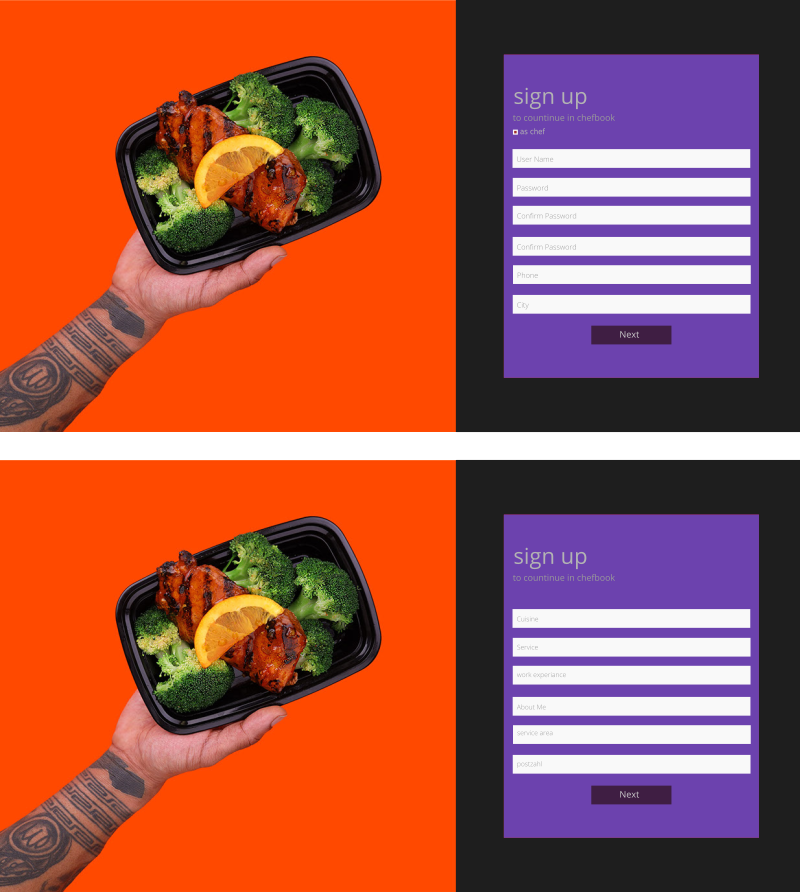 sign up
to countinue in chefbook
as chef
User Name
Password
Confirm Password
Confirm Password
Phone
City
Next
sign up
to countinue in chefbook
Cuisine
Service
work experiance
About Me
service area
postzahl
Next